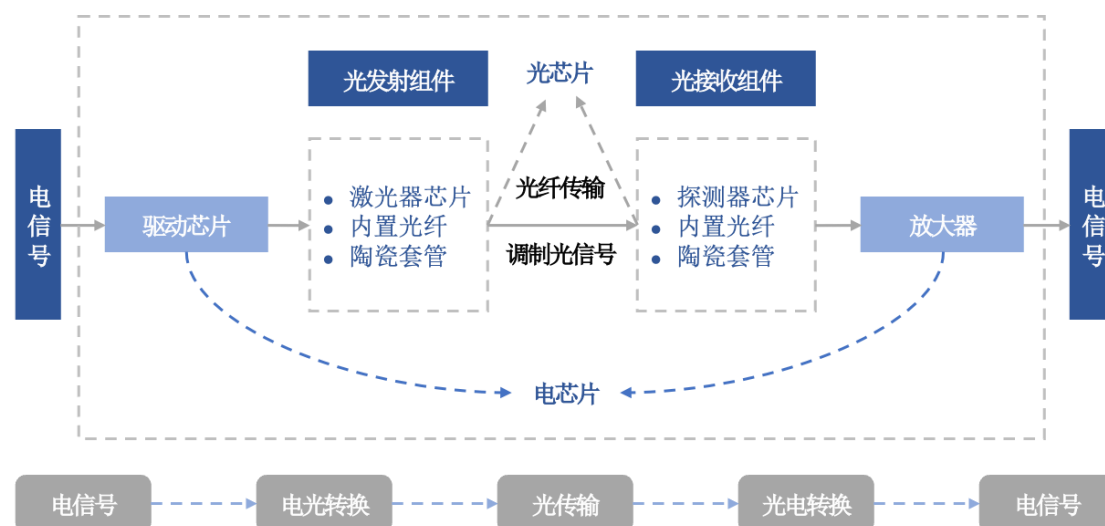 光发射组件
光芯片
光接收组件
电信号
驱动芯片
• 激光器芯片
• 内置光纤
• 陶瓷套管
光纤传输
调制光信号
• 探测器芯片
• 内置光纤
• 陶瓷套管
放大器
电信号
电芯片
电信号
电光转换
光传输
光电转换
电信号